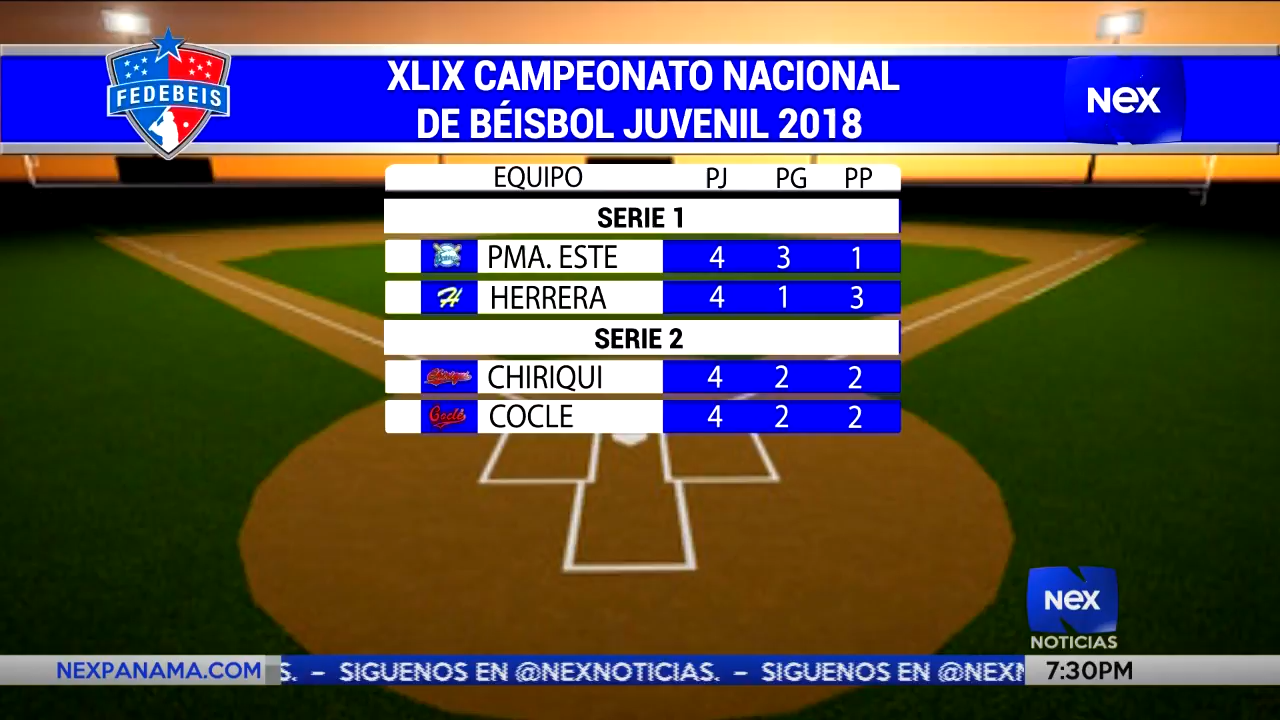 FEDEBEIS
XLIX CAMPEONATO NACIONAL
DE BÉISBOL JUVENIL 2018
NEX
EQUIPO PJ PG PP
SERIE 1
PMA. ESTE 4 3 1
H HERRERA 4 1 3
SERIE 2
Chiriqui CHIRIQUI 4 2 2
Coclé COCLE 4 2 2
NEX
NOTICIAS
NEXPANAMA.COM S. – SIGUENOS EN @NEXNOTICIAS. – SIGUENOS EN @NEXN 7:30PM